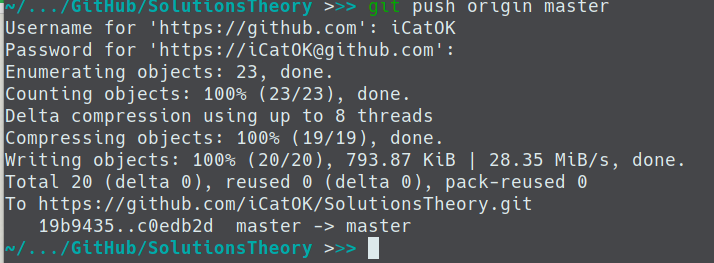 ~/.../GitHub/SolutionsTheory >>> git push origin master
Username for 'https://github.com': iCatOK
Password for 'https://iCatOK@github.com':
Enumerating objects: 23, done.
Counting objects: 100% (23/23), done.
Delta compression using up to 8 threads
Compressing objects: 100% (19/19), done.
Writing objects: 100% (20/20), 793.87 KiB | 28.35 MiB/s, done.
Total 20 (delta 0), reused 0 (delta 0), pack-reused 0
To https://github.com/iCatOK/SolutionsTheory.git
   19b9435..c0edb2d  master -> master
~/.../GitHub/SolutionsTheory >>>